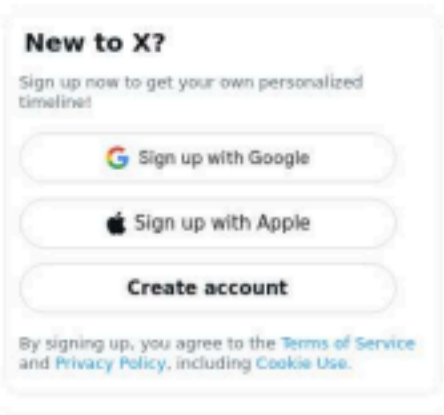 New to X?
Sign up now to get your own personalized
timeline!
Sign up with Google
Sign up with Apple
Create account
By signing up, you agree to the Terms of Service
and Privacy Policy, including Cookie Use.